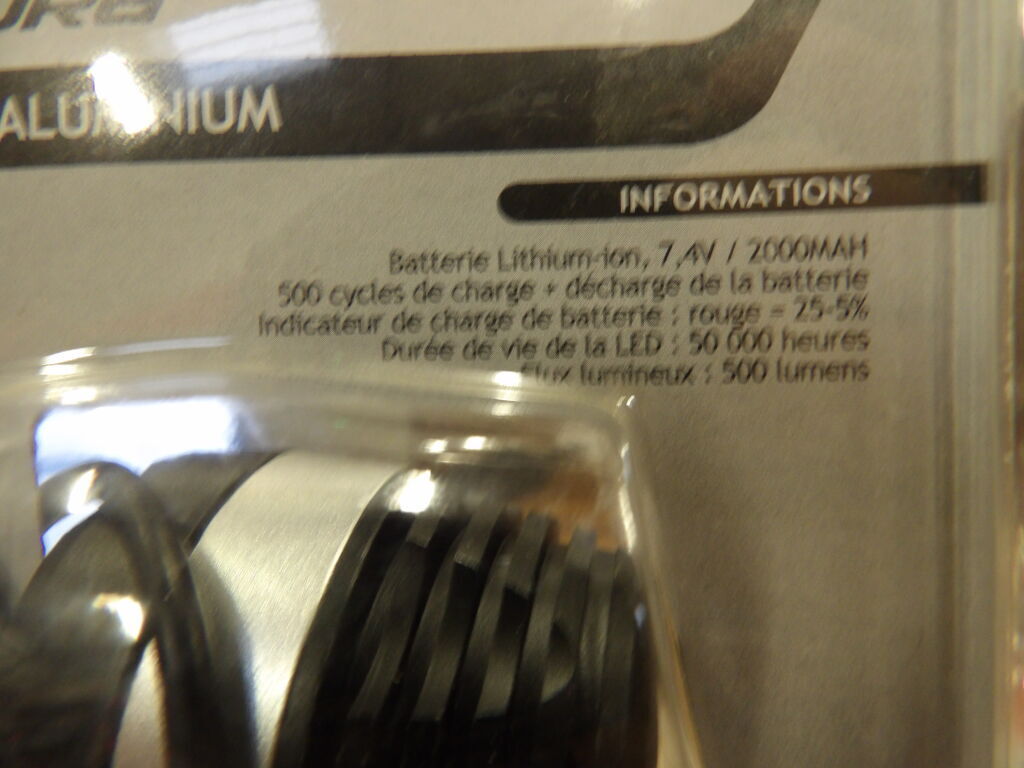 ALUMINIUM
INFORMATIONS
Batterie Lithium-ion, 7,4V / 2000MAH
500 cycles de charge + décharge de la batterie
Indicateur de charge de batterie : rouge = 25-5%
Durée de vie de la LED : 50 000 heures
Flux lumineux : 500 lumens